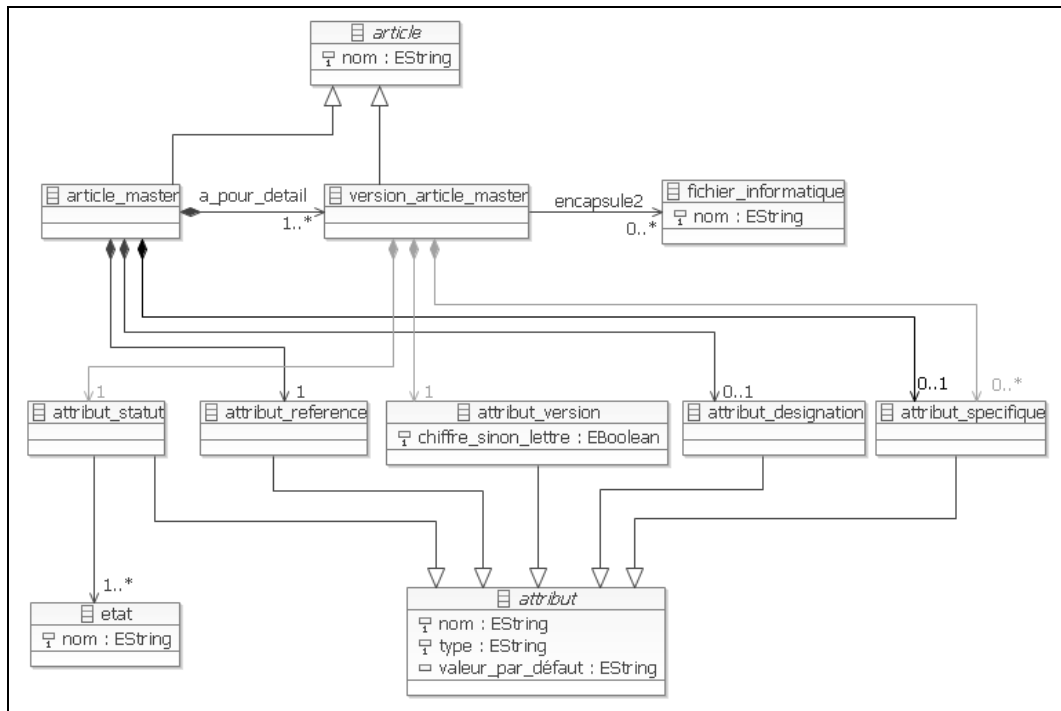 article
nom : EString
article_master
a_pour_detail
1..*
version_article_master
encapsule2
0..*
fichier_informatique
nom : EString
1
attribut_statut
1
attribut_reference
1
attribut_version
chiffre_sinon_lettre : EBoolean
0..1
attribut_designation
0..1
0..*
attribut_specifique
1..*
etat
nom : EString
attribut
nom : EString
type : EString
valeur_par_défaut : EString